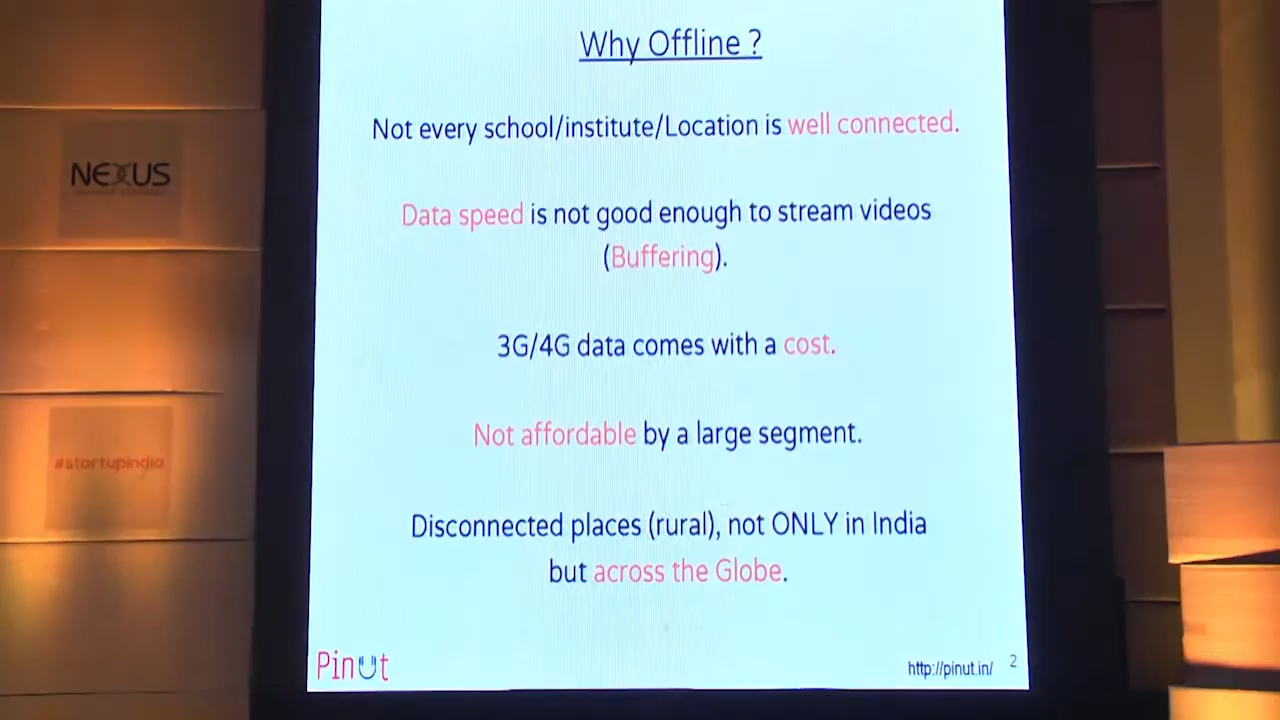 Why Offline ?
Not every school/institute/Location is well connected.
Data speed is not good enough to stream videos
(Buffering).
3G/4G data comes with a cost.
Not affordable by a large segment.
Disconnected places (rural), not ONLY in India
but across the Globe.
Pinut
http://pinut.in/
2
NEXUS
#startupindia